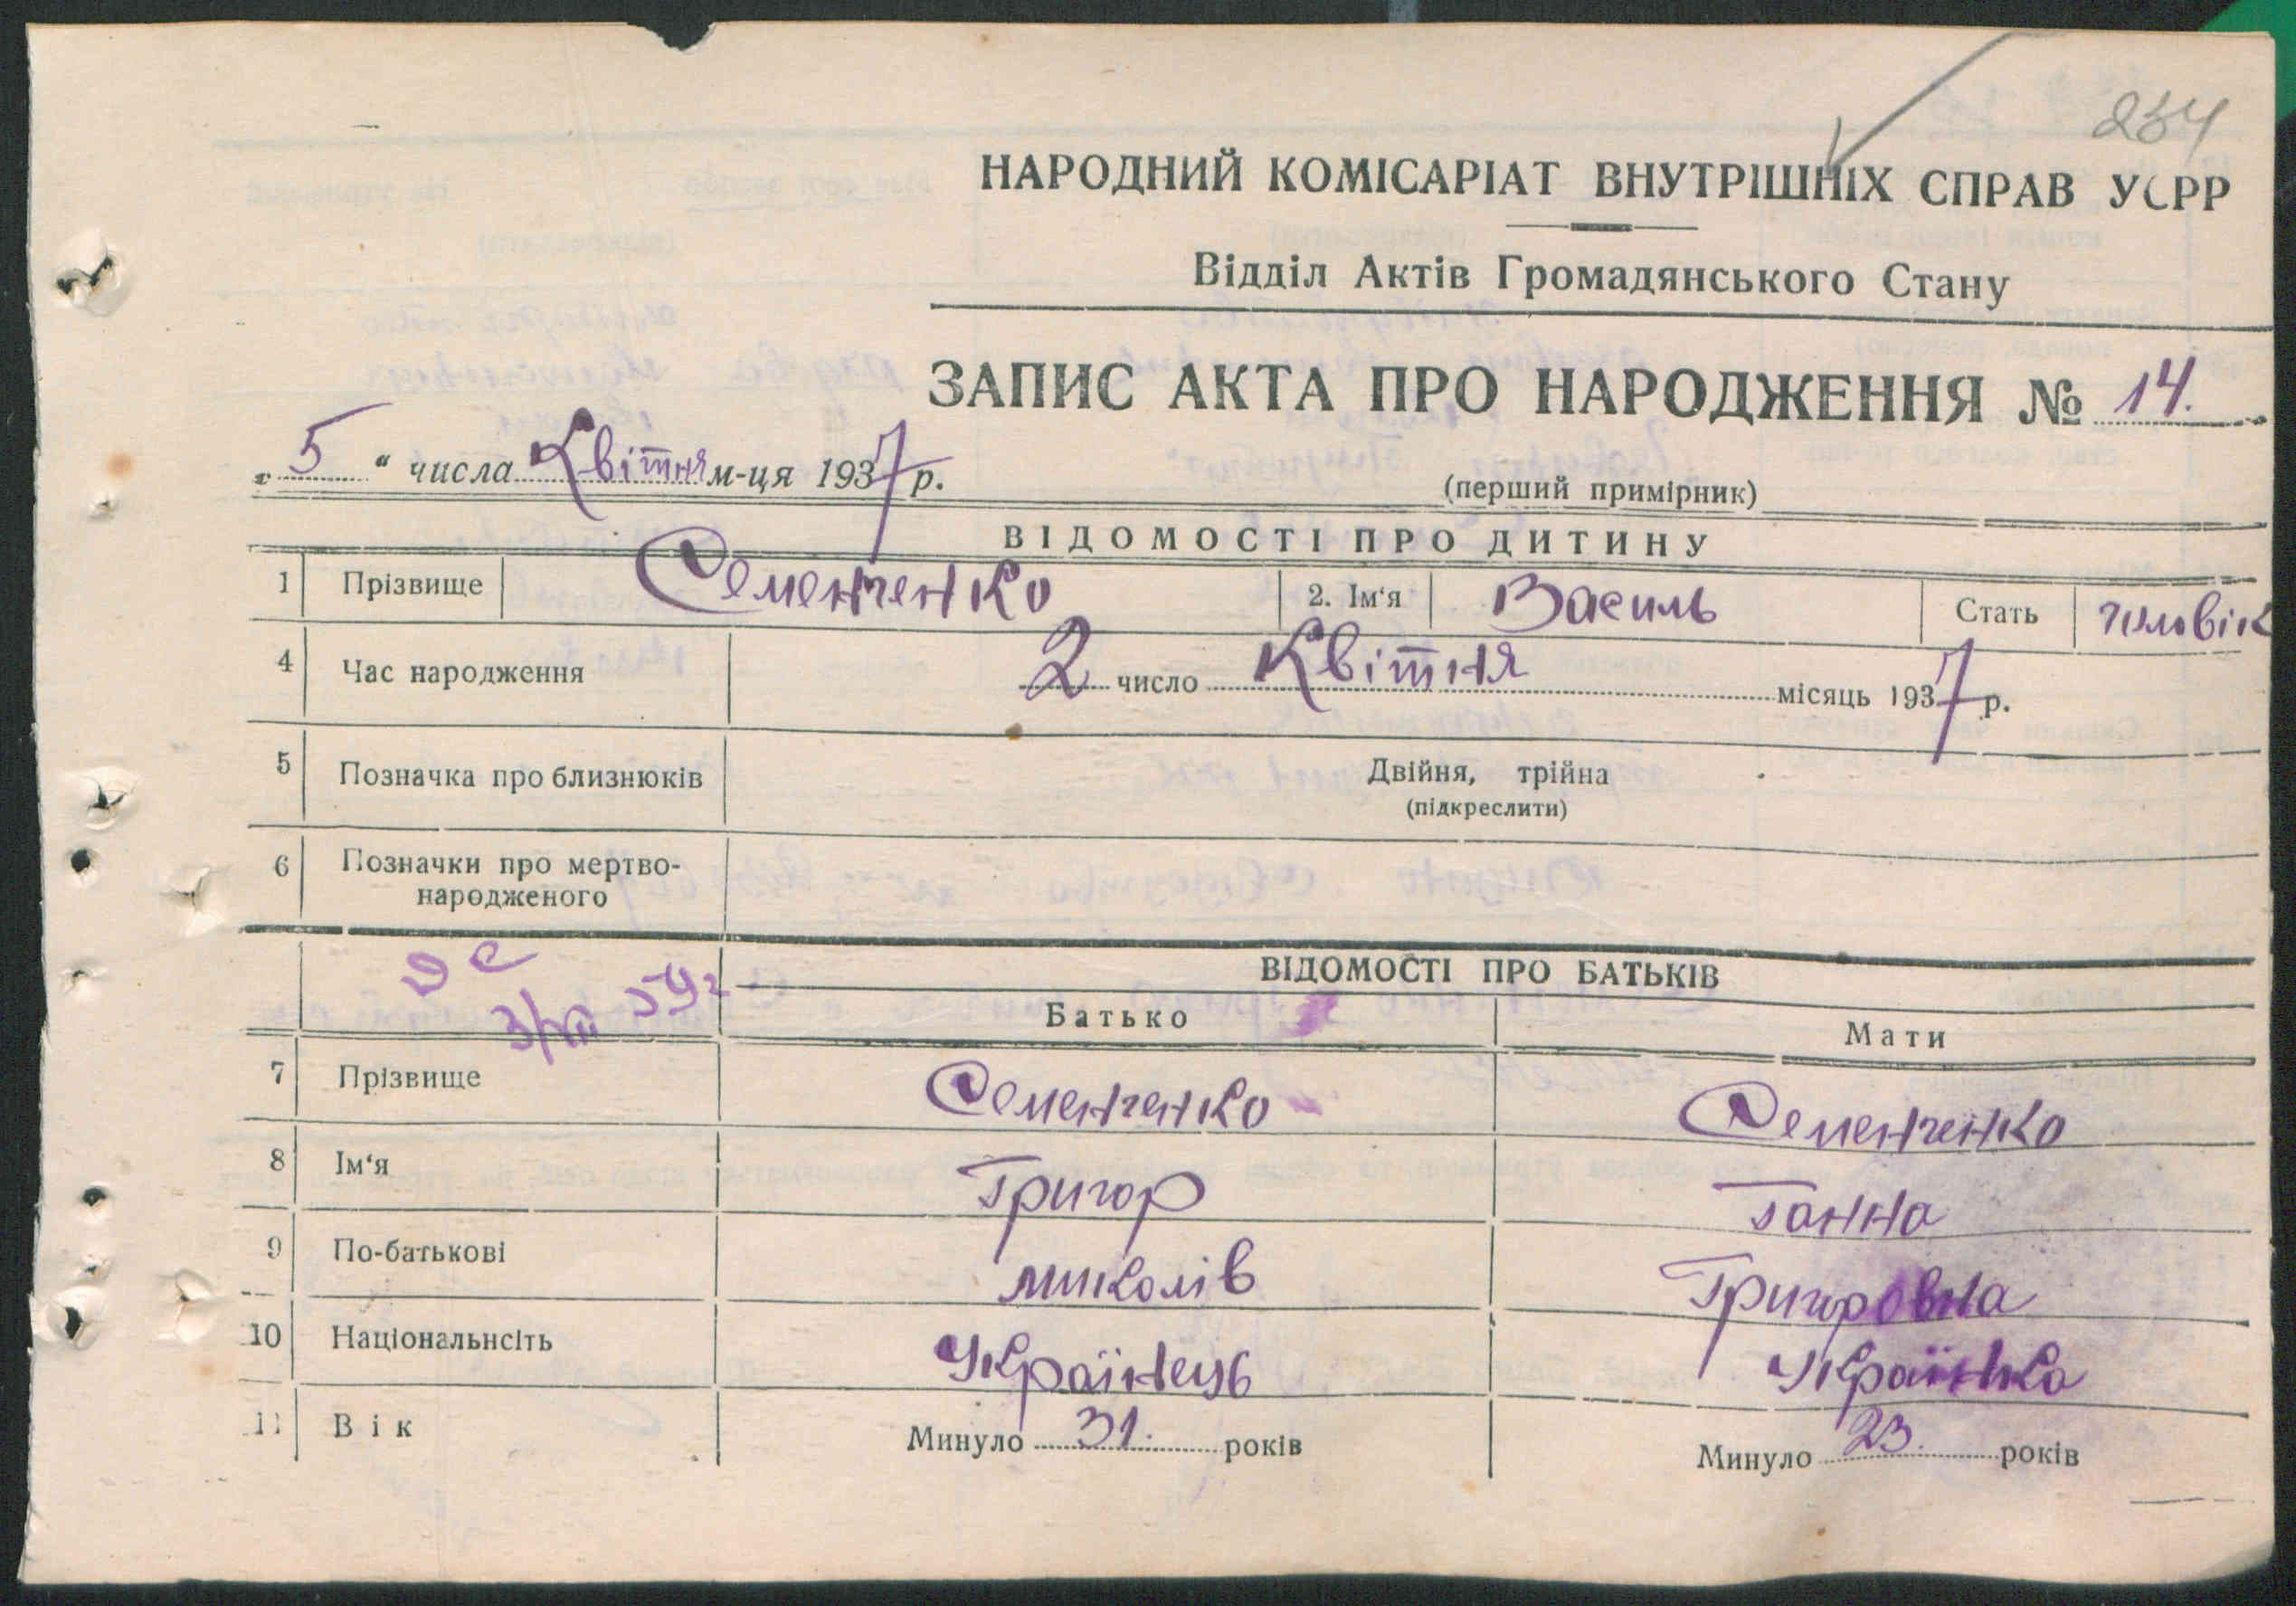 234
НАРОДНИЙ КОМІСАРІАТ ВНУТРІШНІХ СПРАВ УСРР
Відділ Актів Громадянського Стану
ЗАПИС АКТА ПРО НАРОДЖЕННЯ № 14.
„ 5 “ числа Квітня м-ця 1937 р.
(перший примірник)
ВІДОМОСТІ ПРО ДИТИНУ
1 Прізвище Семенченко 2. Ім‘я Василь Стать чоловік
4 Час народження 2 число Квітня місяць 1937 р.
5 Позначка про близнюків Двійня, трійна
(підкреслити)
6 Позначки про мертво-
народженого
ВІДОМОСТІ ПРО БАТЬКІВ
Батько Мати
7 Прізвище Семенченко Семенченко
8 Ім‘я Григор Ганна
9 По-батькові миколів Григоровна
10 Національнсіть Українець Українка
11 Вік Минуло 31. років Минуло 23. років